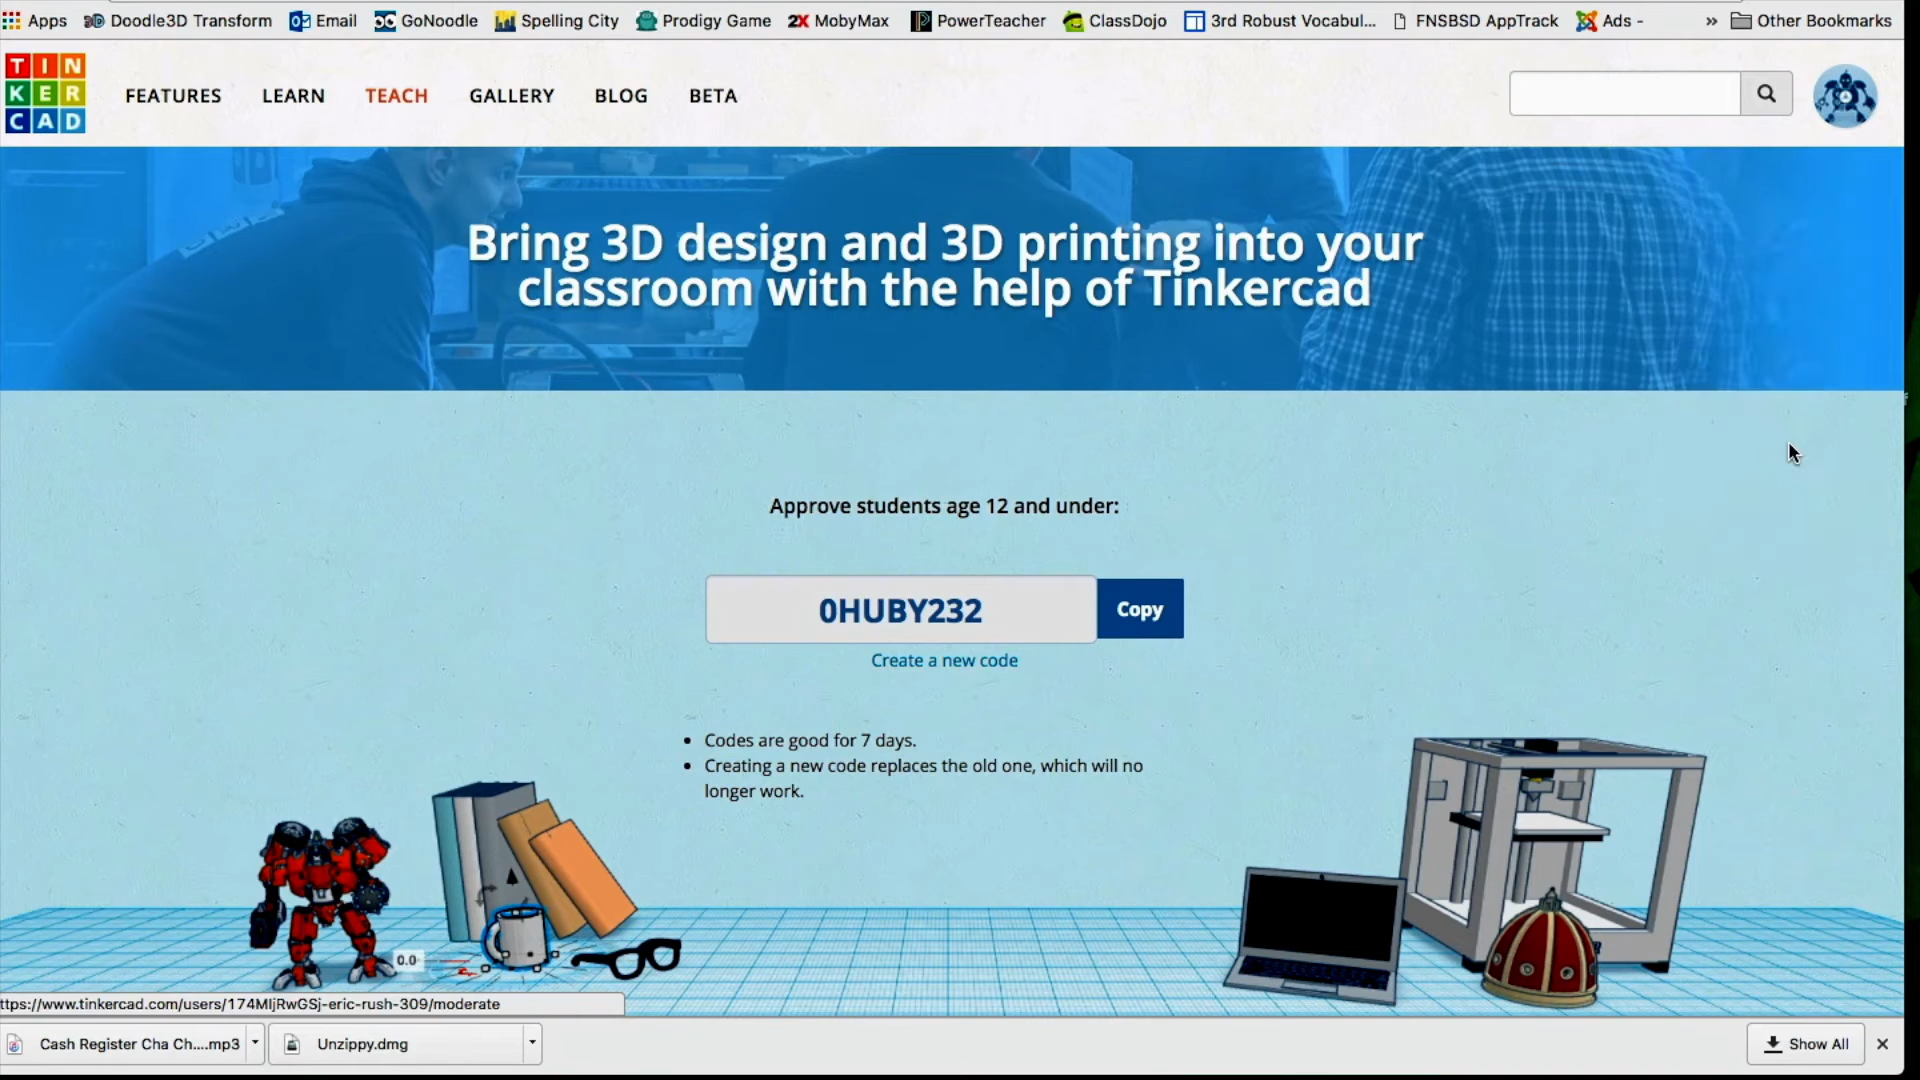 Apps Doodle3D Transform Email GoNoodle Spelling City Prodigy Game 2X MobyMax PowerTeacher ClassDojo 3rd Robust Vocabul... FNSBSD AppTrack Ads - » Other Bookmarks
TIN
KER
CAD
FEATURES LEARN TEACH GALLERY BLOG BETA
Bring 3D design and 3D printing into your
classroom with the help of Tinkercad
Approve students age 12 and under:
0HUBY232 Copy
Create a new code
• Codes are good for 7 days.
• Creating a new code replaces the old one, which will no
longer work.
0.0
ttps://www.tinkercad.com/users/174MIjRwGSj-eric-rush-309/moderate
Cash Register Cha Ch....mp3 Unzippy.dmg Show All